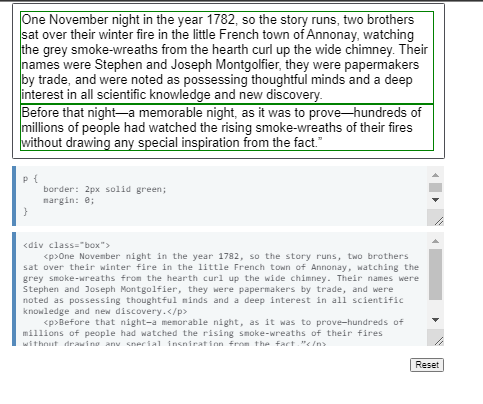 One November night in the year 1782, so the story runs, two brothers
sat over their winter fire in the little French town of Annonay, watching
the grey smoke-wreaths from the hearth curl up the wide chimney. Their
names were Stephen and Joseph Montgolfier, they were papermakers
by trade, and were noted as possessing thoughtful minds and a deep
interest in all scientific knowledge and new discovery.
Before that night—a memorable night, as it was to prove—hundreds of
millions of people had watched the rising smoke-wreaths of their fires
without drawing any special inspiration from the fact.”
p {
    border: 2px solid green;
    margin: 0;
}
<div class="box">
    <p>One November night in the year 1782, so the story runs, two brothers
sat over their winter fire in the little French town of Annonay, watching the
grey smoke-wreaths from the hearth curl up the wide chimney. Their names were
Stephen and Joseph Montgolfier, they were papermakers by trade, and were
noted as possessing thoughtful minds and a deep interest in all scientific
knowledge and new discovery.</p>
    <p>Before that night—a memorable night, as it was to prove—hundreds of
millions of people had watched the rising smoke-wreaths of their fires
without drawing any special inspiration from the fact.”</p>
Reset